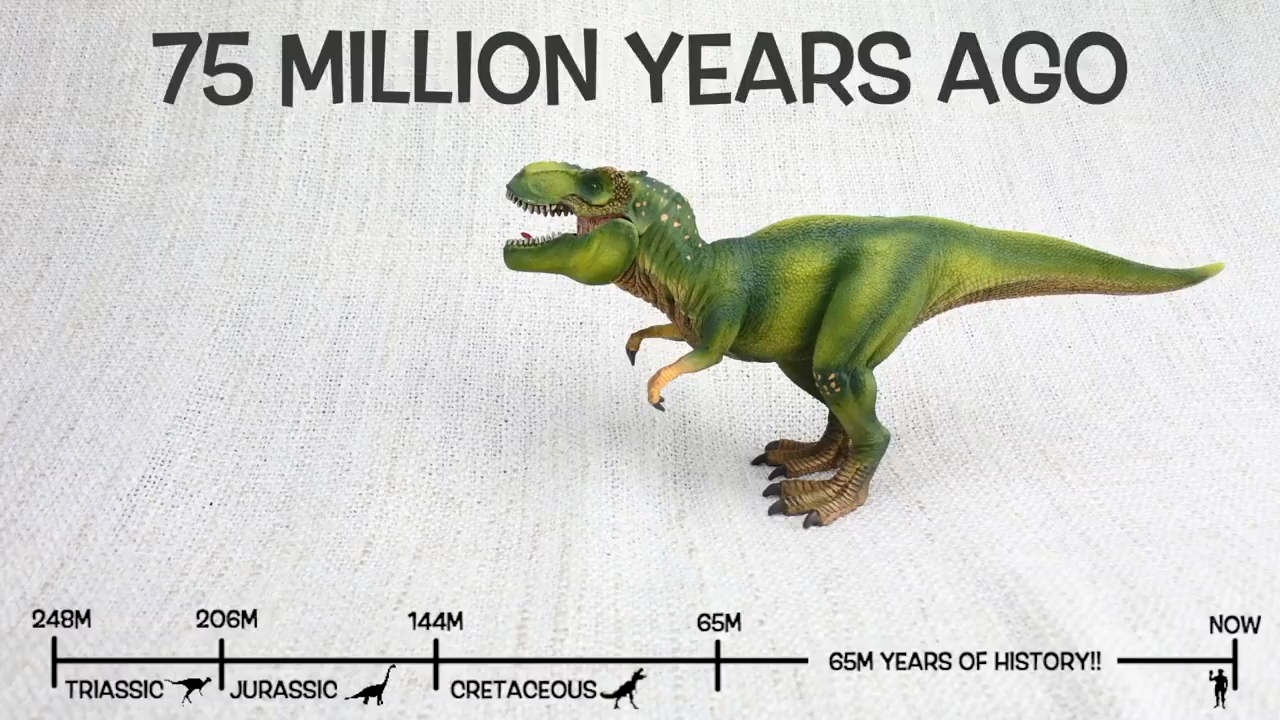 75 MILLION YEARS AGO
248M 206M 144M 65M NOW
65M YEARS OF HISTORY!!
TRIASSIC JURASSIC CRETACEOUS